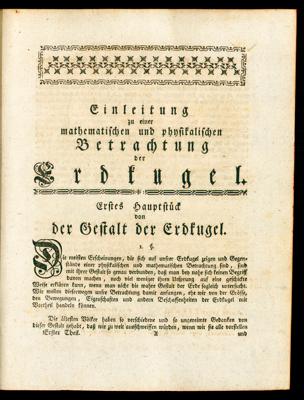 Einleitung
zu einer
mathematischen und physikalischen
Betrachtung
der
Erdkugel.
Erstes Hauptstück
von
der Gestalt der Erdkugel.
1. §.
Die meisten Erscheinungen, die sich auf unsrer Erdkugel zeigen und Gegen-
stände einer physikalischen und mathematischen Betrachtung sind, sind
mit ihrer Gestalt so genau verbunden, daß man bey nahe sich keinen Begriff
davon machen, noch viel weniger ihren Ursprung auf eine geschickte
Weise erklären kann, wenn man nicht die wahre Gestalt der Erde sogleich untersucht.
Wir wollen dieserwegen unsre Betrachtung damit anfangen, ehe wir von der Grösse,
den Bewegungen, Eigenschaften und andern Beschaffenheiten der Erdkugel mit
Vortheil handeln können.
Die ältesten Völker haben so verschiedene und so ungereimte Gedanken von
dieser Gestalt gehabt, daß wir zu weit ausschweifen würden, wenn wir sie alle vorstellen
Erster Theil. A und